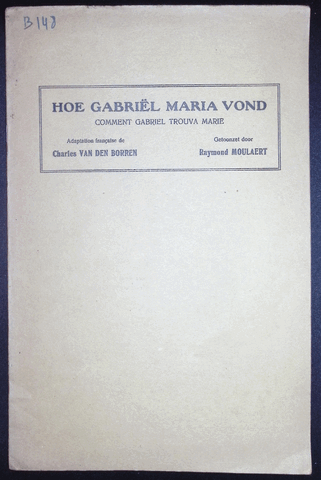 B 148
HOE GABRIËL MARIA VOND
COMMENT GABRIEL TROUVA MARIE
Adaptation française de
Charles VAN DEN BORREN
Getoonzet door
Raymond MOULAERT